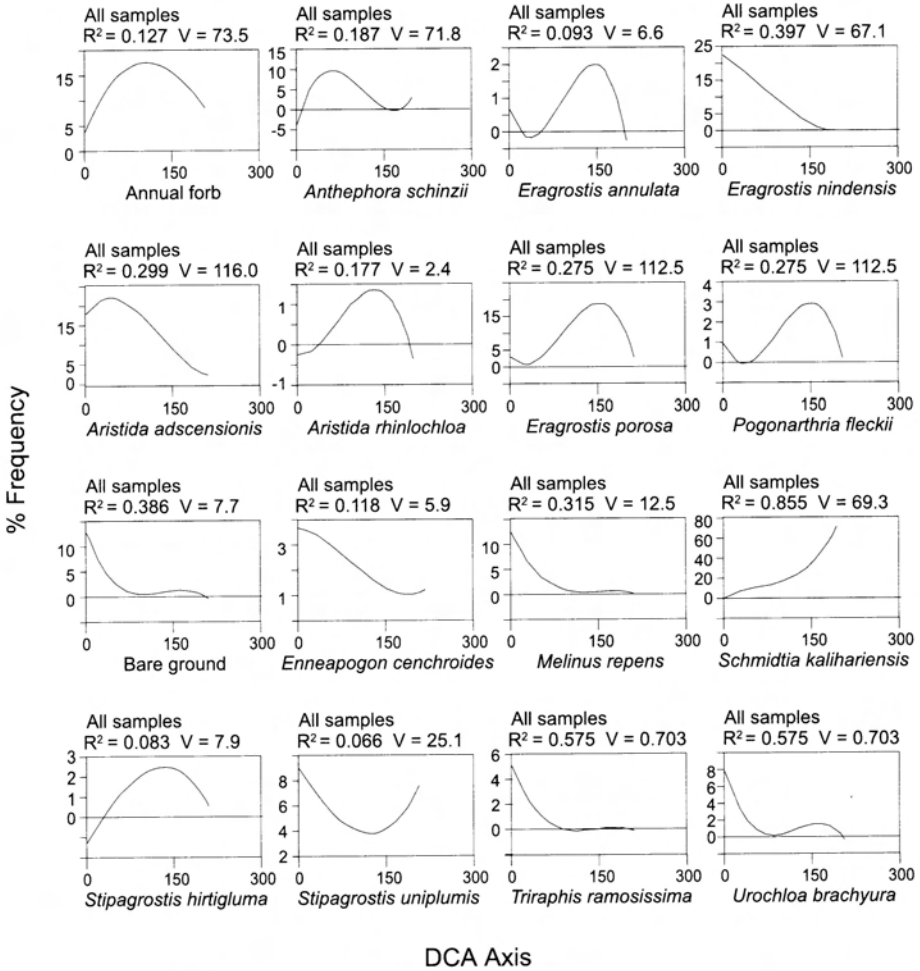 % Frequency
All samples
R² = 0.127 V = 73.5
15
5
0
0 150 300
Annual forb
All samples
R² = 0.187 V = 71.8
15
10
5
0
-5
0 150 300
Anthephora schinzii
All samples
R² = 0.093 V = 6.6
2
1
0
0 150 300
Eragrostis annulata
All samples
R² = 0.397 V = 67.1
25
15
10
5
0
0 150 300
Eragrostis nindensis
All samples
R² = 0.299 V = 116.0
15
5
0
0 150 300
Aristida adscensionis
All samples
R² = 0.177 V = 2.4
1
0
-1
0 150 300
Aristida rhinlochloa
All samples
R² = 0.275 V = 112.5
15
5
0
0 150 300
Eragrostis porosa
All samples
R² = 0.275 V = 112.5
4
3
2
1
0
0 150 300
Pogonarthria fleckii
All samples
R² = 0.386 V = 7.7
10
5
0
0 150 300
Bare ground
All samples
R² = 0.118 V = 5.9
3
1
0 150 300
Enneapogon cenchroides
All samples
R² = 0.315 V = 12.5
10
5
0
0 150 300
Melinus repens
All samples
R² = 0.855 V = 69.3
80
60
40
20
0
0 150 300
Schmidtia kalihariensis
All samples
R² = 0.083 V = 7.9
3
2
1
0
0 150 300
Stipagrostis hirtigluma
All samples
R² = 0.066 V = 25.1
8
6
4
2
0 150 300
Stipagrostis uniplumis
All samples
R² = 0.575 V = 0.703
6
4
2
0
0 150 300
Triraphis ramosissima
All samples
R² = 0.575 V = 0.703
8
6
4
2
0
0 150 300
Urochloa brachyura
DCA Axis